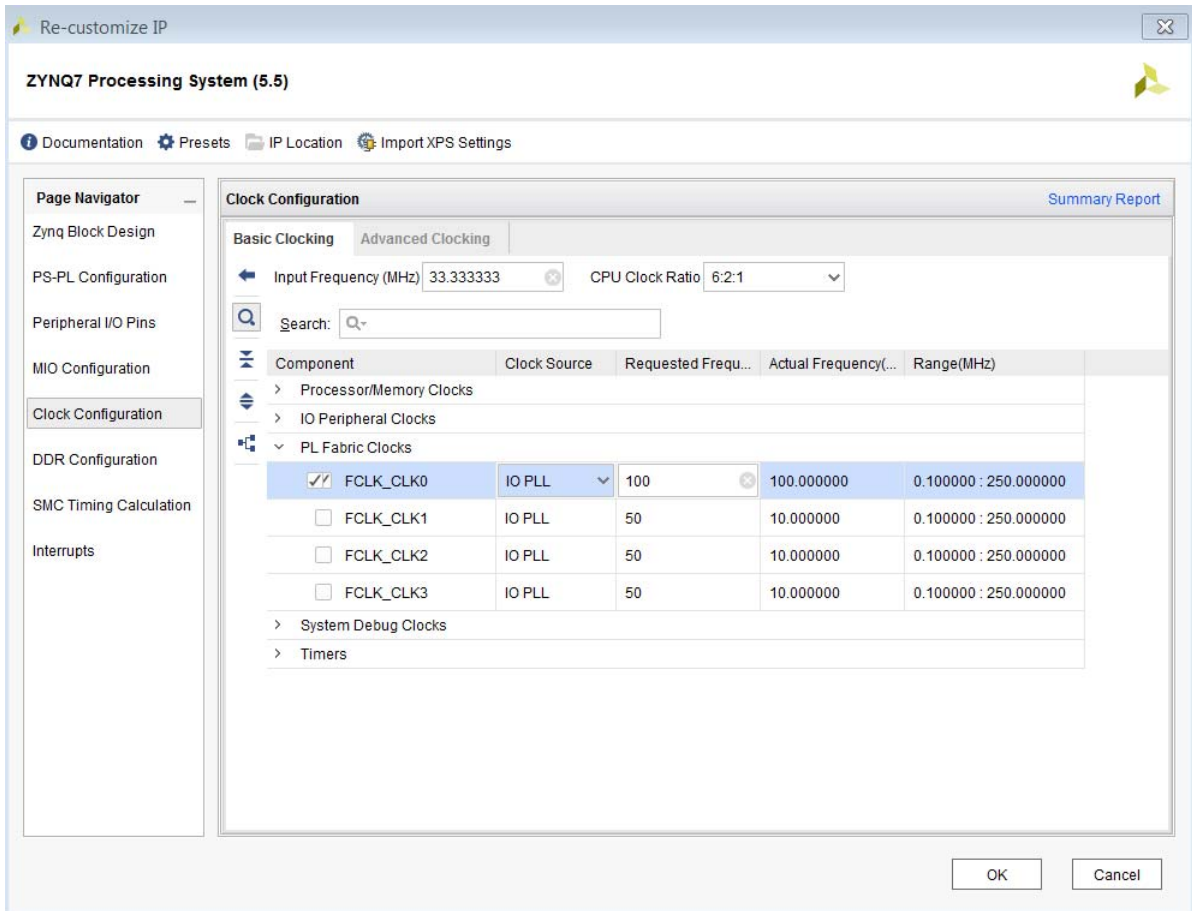 Re-customize IP
ZYNQ7 Processing System (5.5)
Documentation Presets IP Location Import XPS Settings
Page Navigator
Zynq Block Design
PS-PL Configuration
Peripheral I/O Pins
MIO Configuration
Clock Configuration
DDR Configuration
SMC Timing Calculation
Interrupts
Clock Configuration Summary Report
Basic Clocking Advanced Clocking
Input Frequency (MHz) 33.333333 CPU Clock Ratio 6:2:1
Search:
Component Clock Source Requested Frequ... Actual Frequency(... Range(MHz)
Processor/Memory Clocks
IO Peripheral Clocks
PL Fabric Clocks
FCLK_CLK0 IO PLL 100 100.000000 0.100000 : 250.000000
FCLK_CLK1 IO PLL 50 10.000000 0.100000 : 250.000000
FCLK_CLK2 IO PLL 50 10.000000 0.100000 : 250.000000
FCLK_CLK3 IO PLL 50 10.000000 0.100000 : 250.000000
System Debug Clocks
Timers
OK Cancel